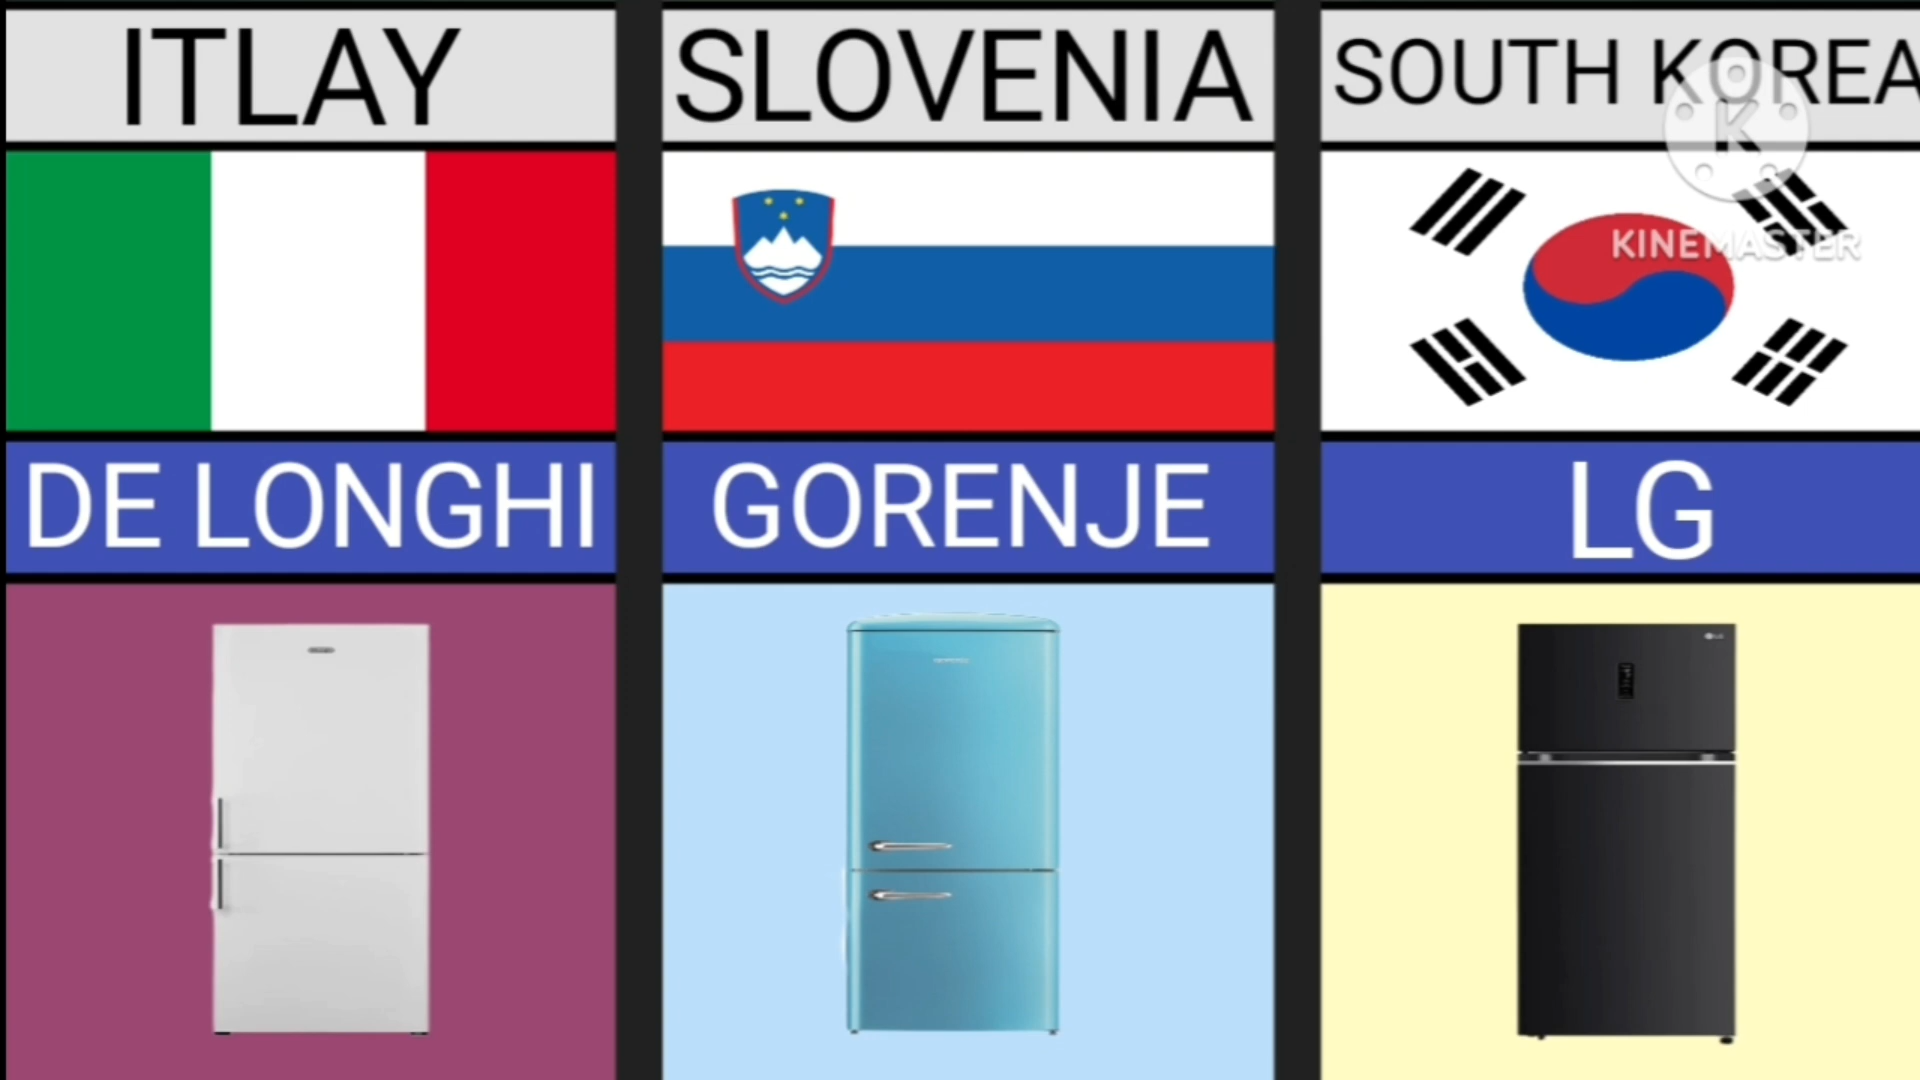 ITLAY
SLOVENIA
SOUTH KOREA
K
KINEMASTER
DE LONGHI
GORENJE
LG